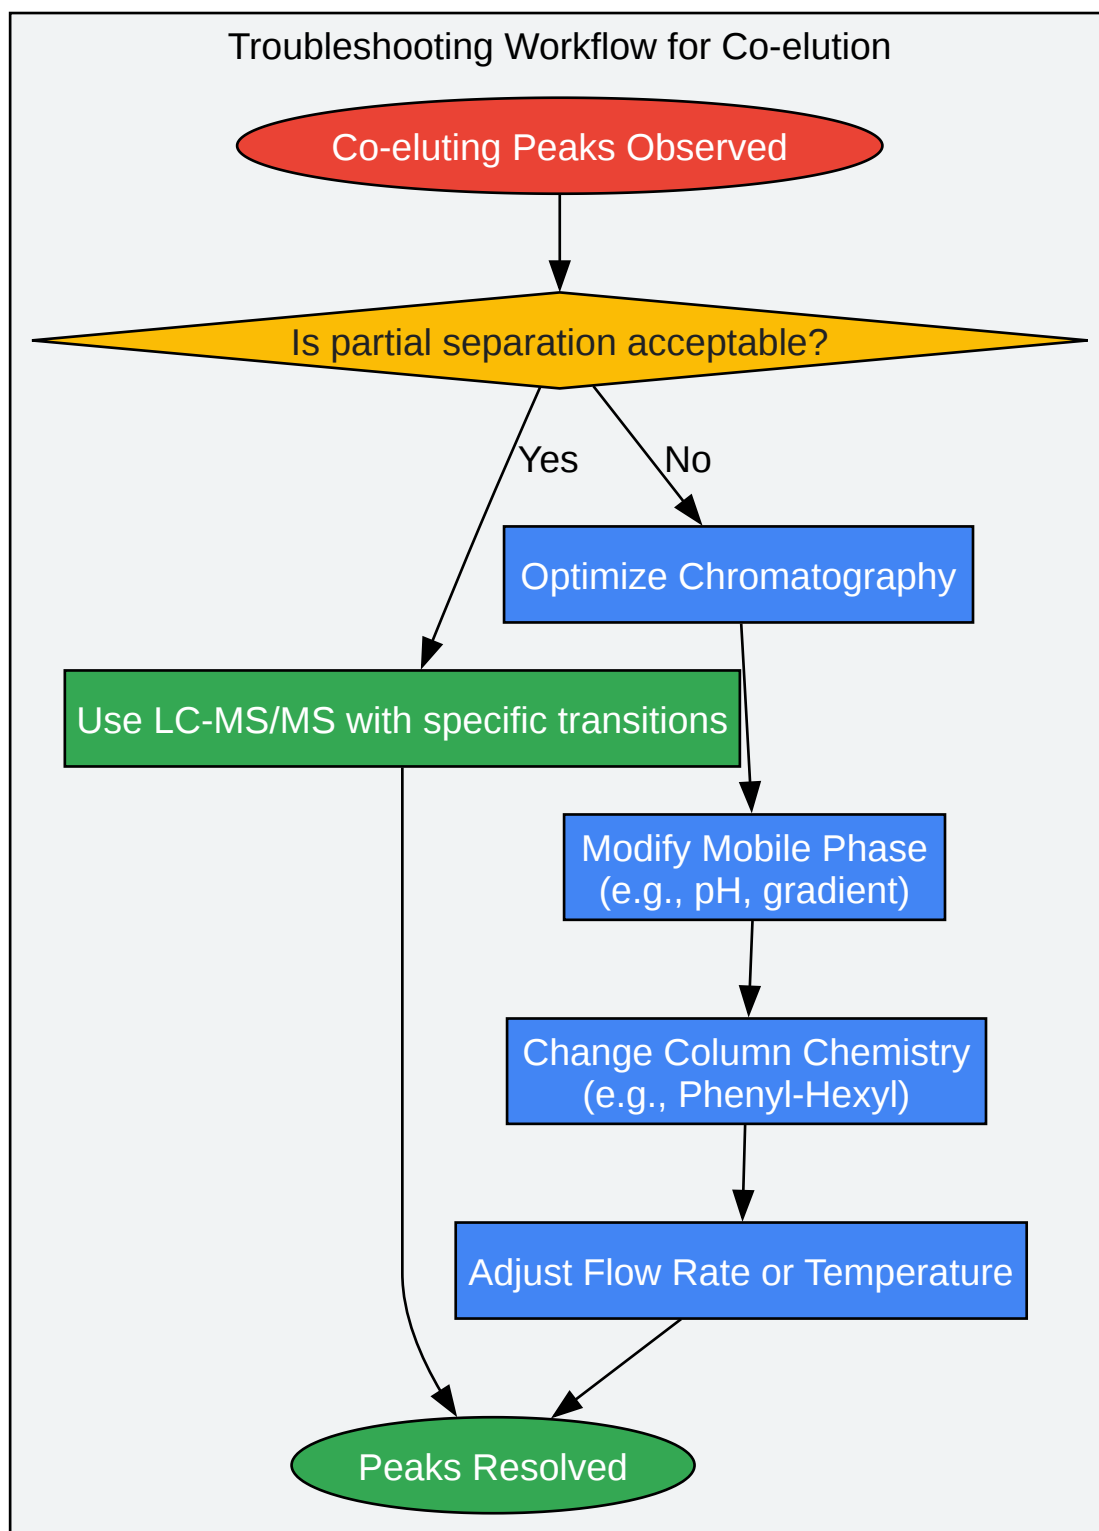 Troubleshooting Workflow for Co-elution
Co-eluting Peaks Observed
Is partial separation acceptable?
Yes
No
Optimize Chromatography
Use LC-MS/MS with specific transitions
Modify Mobile Phase
(e.g., pH, gradient)
Change Column Chemistry
(e.g., Phenyl-Hexyl)
Adjust Flow Rate or Temperature
Peaks Resolved